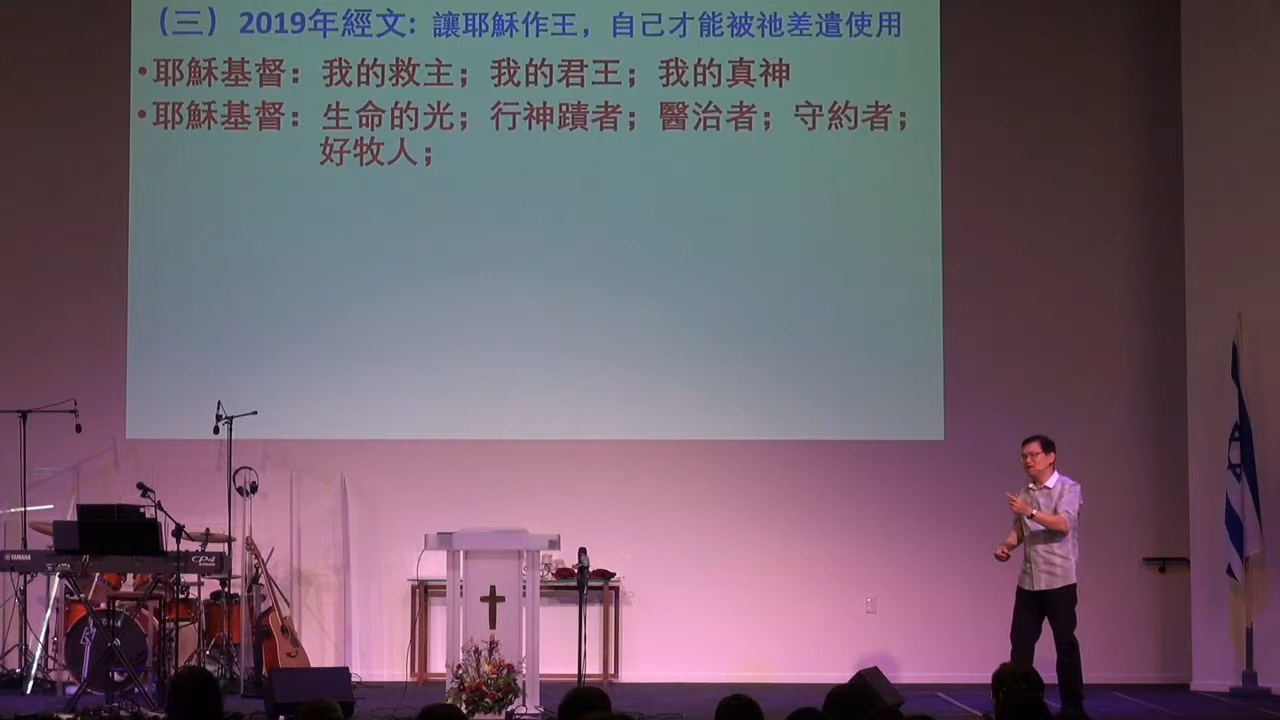 （三）2019年經文：讓耶穌作王，自己才能被祂差遣使用
•耶穌基督：我的救主；我的君王；我的真神
•耶穌基督：生命的光；行神蹟者；醫治者；守約者；
好牧人；
YAMAHA
CP4